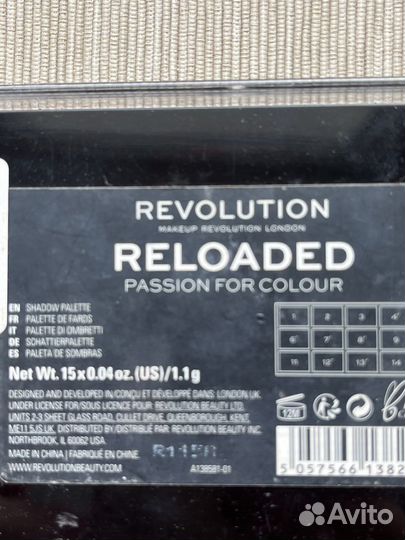 REVOLUTION
MAKEUP REVOLUTION LONDON
RELOADED
PASSION FOR COLOUR
EN SHADOW PALETTE
FR PALETTE DE FARDS
IT PALETTE DI OMBRETTI
DE SCHATTIERPALETTE
ES PALETA DE SOMBRAS
1 2 3 4
11 12* 13* 14
Net Wt. 15 x 0.04 oz. (US)/1.1 g
DESIGNED AND DEVELOPED IN/CONÇU ET DÉVELOPPÉ DANS: LONDON, UK.
UNDER LICENSE FOR/SOUS LICENCE POUR: REVOLUTION BEAUTY LTD.
UNITS 2-3 SHEET GLASS ROAD, CULLET DRIVE, QUEENBOROUGH, KENT,
ME11 5JS, UK. DISTRIBUTED BY/DISTRIBUÉ PAR: REVOLUTION BEAUTY INC.
NORTHBROOK, IL 60062 USA
MADE IN CHINA | FABRIQUÉ EN CHINE.
WWW.REVOLUTIONBEAUTY.COM
A138581-01
12M
5 057566 1382
Avito